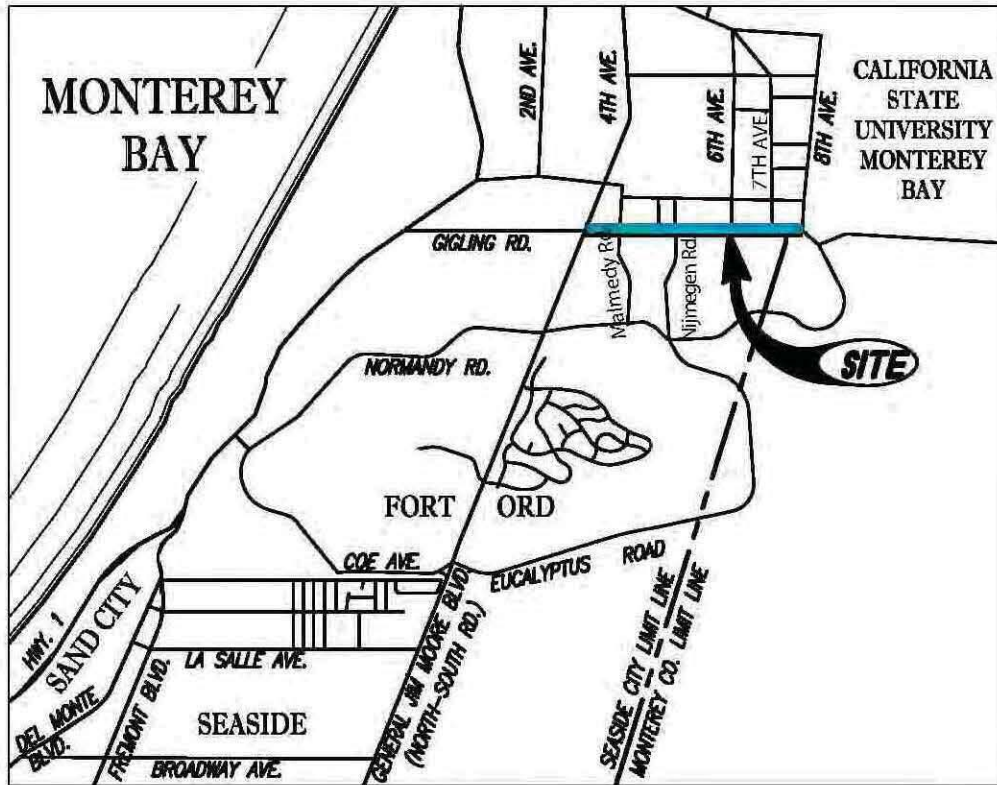 MONTEREY
BAY
2ND AVE.
4TH AVE.
6TH AVE.
7TH AVE.
8TH AVE.
CALIFORNIA
STATE
UNIVERSITY
MONTEREY
BAY
GIGLING RD.
Malmedy Rd
Nijmegen Rd.
SITE
NORMANDY RD.
FORT ORD
COE AVE.
EUCALYPTUS ROAD
HWY. 1
SAND CITY
DEL MONTE
BLVD.
FREMONT BLVD.
LA SALLE AVE.
SEASIDE
BROADWAY AVE.
GENERAL JIM MOORE BLVD.
(NORTH-SOUTH RD.)
SEASIDE CITY LIMIT LINE
MONTEREY CO. LIMIT LINE